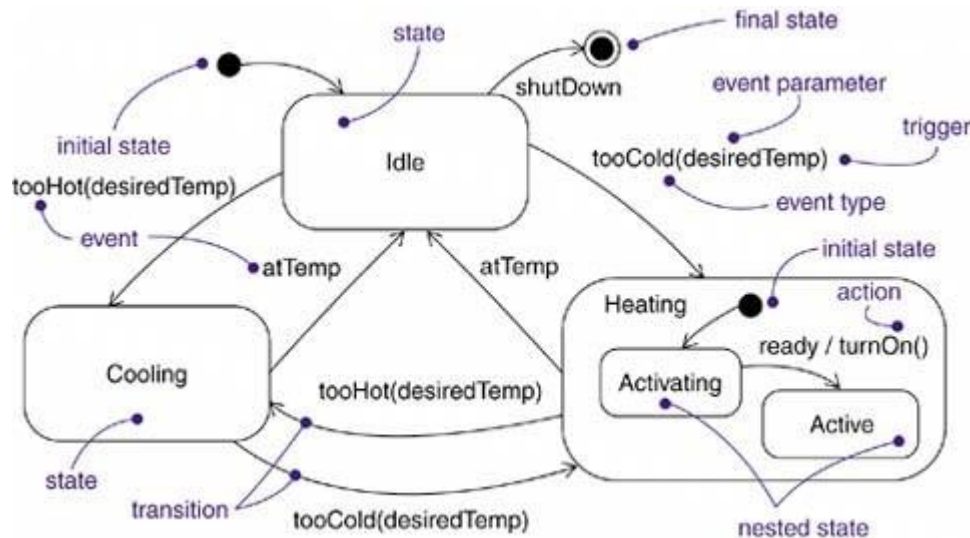 final state
state
shutDown
event parameter
trigger
initial state
Idle
tooCold(desiredTemp)
tooHot(desiredTemp)
event type
event
atTemp
atTemp
initial state
Heating
action
ready / turnOn()
Cooling
tooHot(desiredTemp)
Activating
Active
state
transition
tooCold(desiredTemp)
nested state